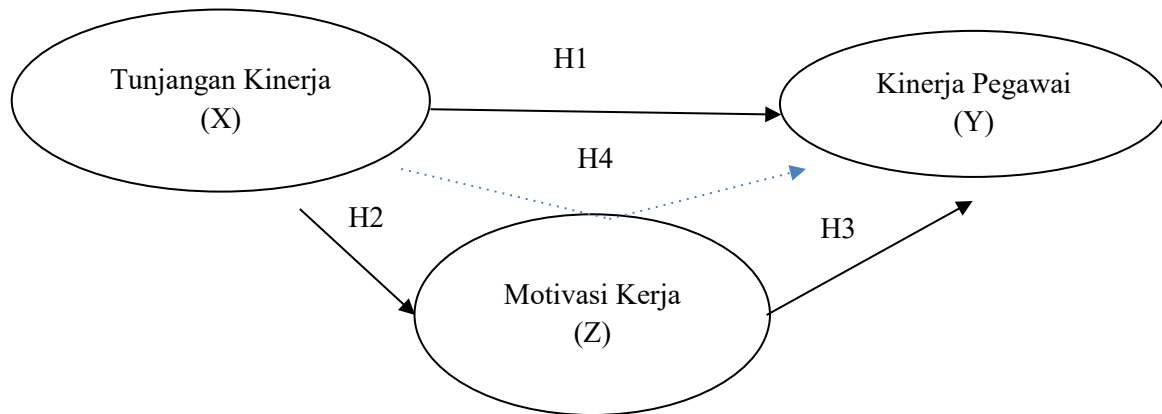 H1
Tunjangan Kinerja
(X)
Kinerja Pegawai
(Y)
H4
H2
H3
Motivasi Kerja
(Z)